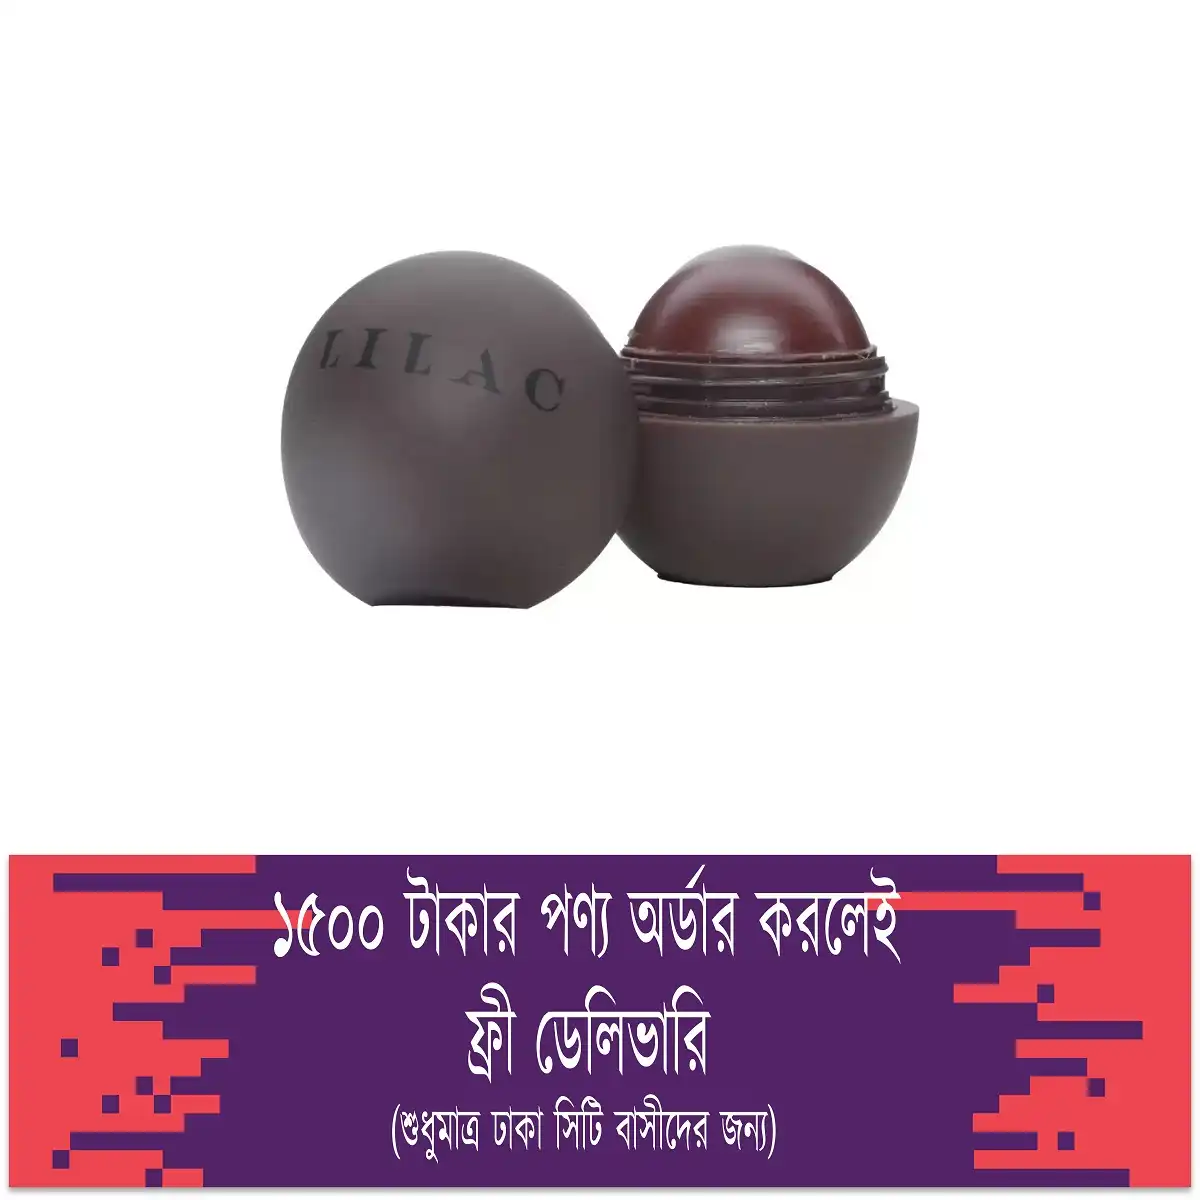 LILAC
১৫০০ টাকার পণ্য অর্ডার করলেই
ফ্রী ডেলিভারি
(শুধুমাত্র ঢাকা সিটি বাসীদের জন্য)